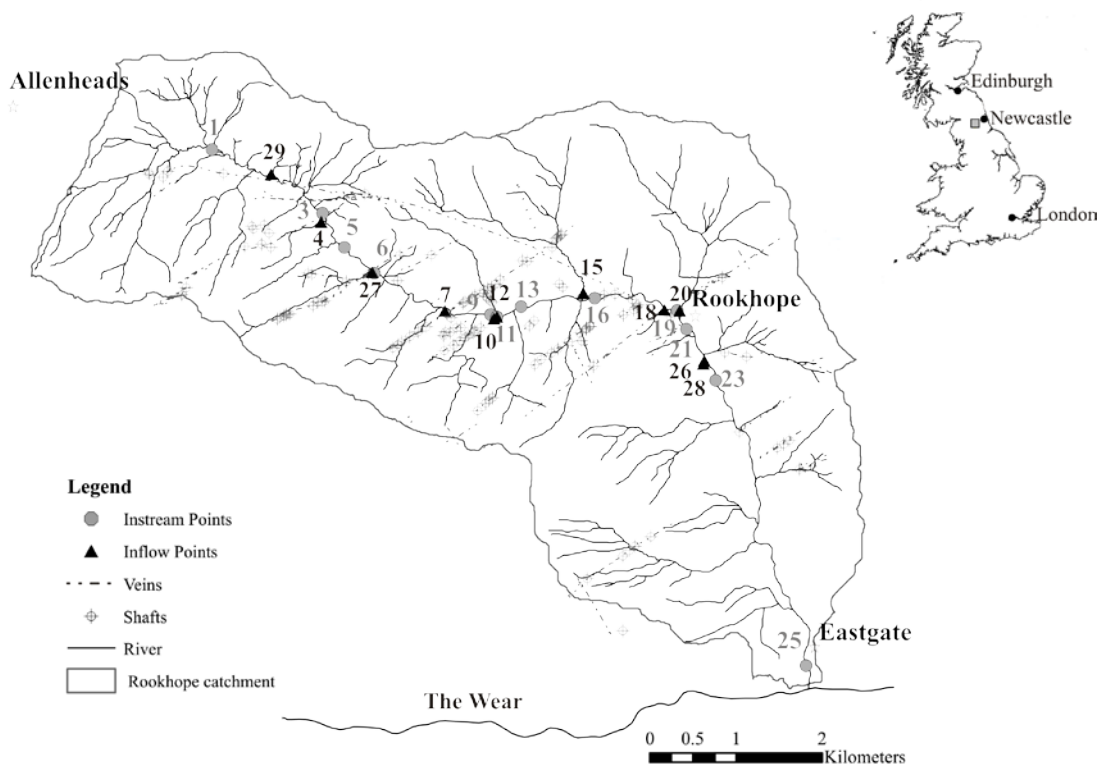 Allenheads
Edinburgh
Newcastle
London
1
29
3
4
5
6
27
7
9
12
10
11
13
15
16
18
20
Rookhope
19
21
26
28
23
25
Eastgate
The Wear
Legend
Instream Points
Inflow Points
Veins
Shafts
River
Rookhope catchment
0 0.5 1 2
Kilometers